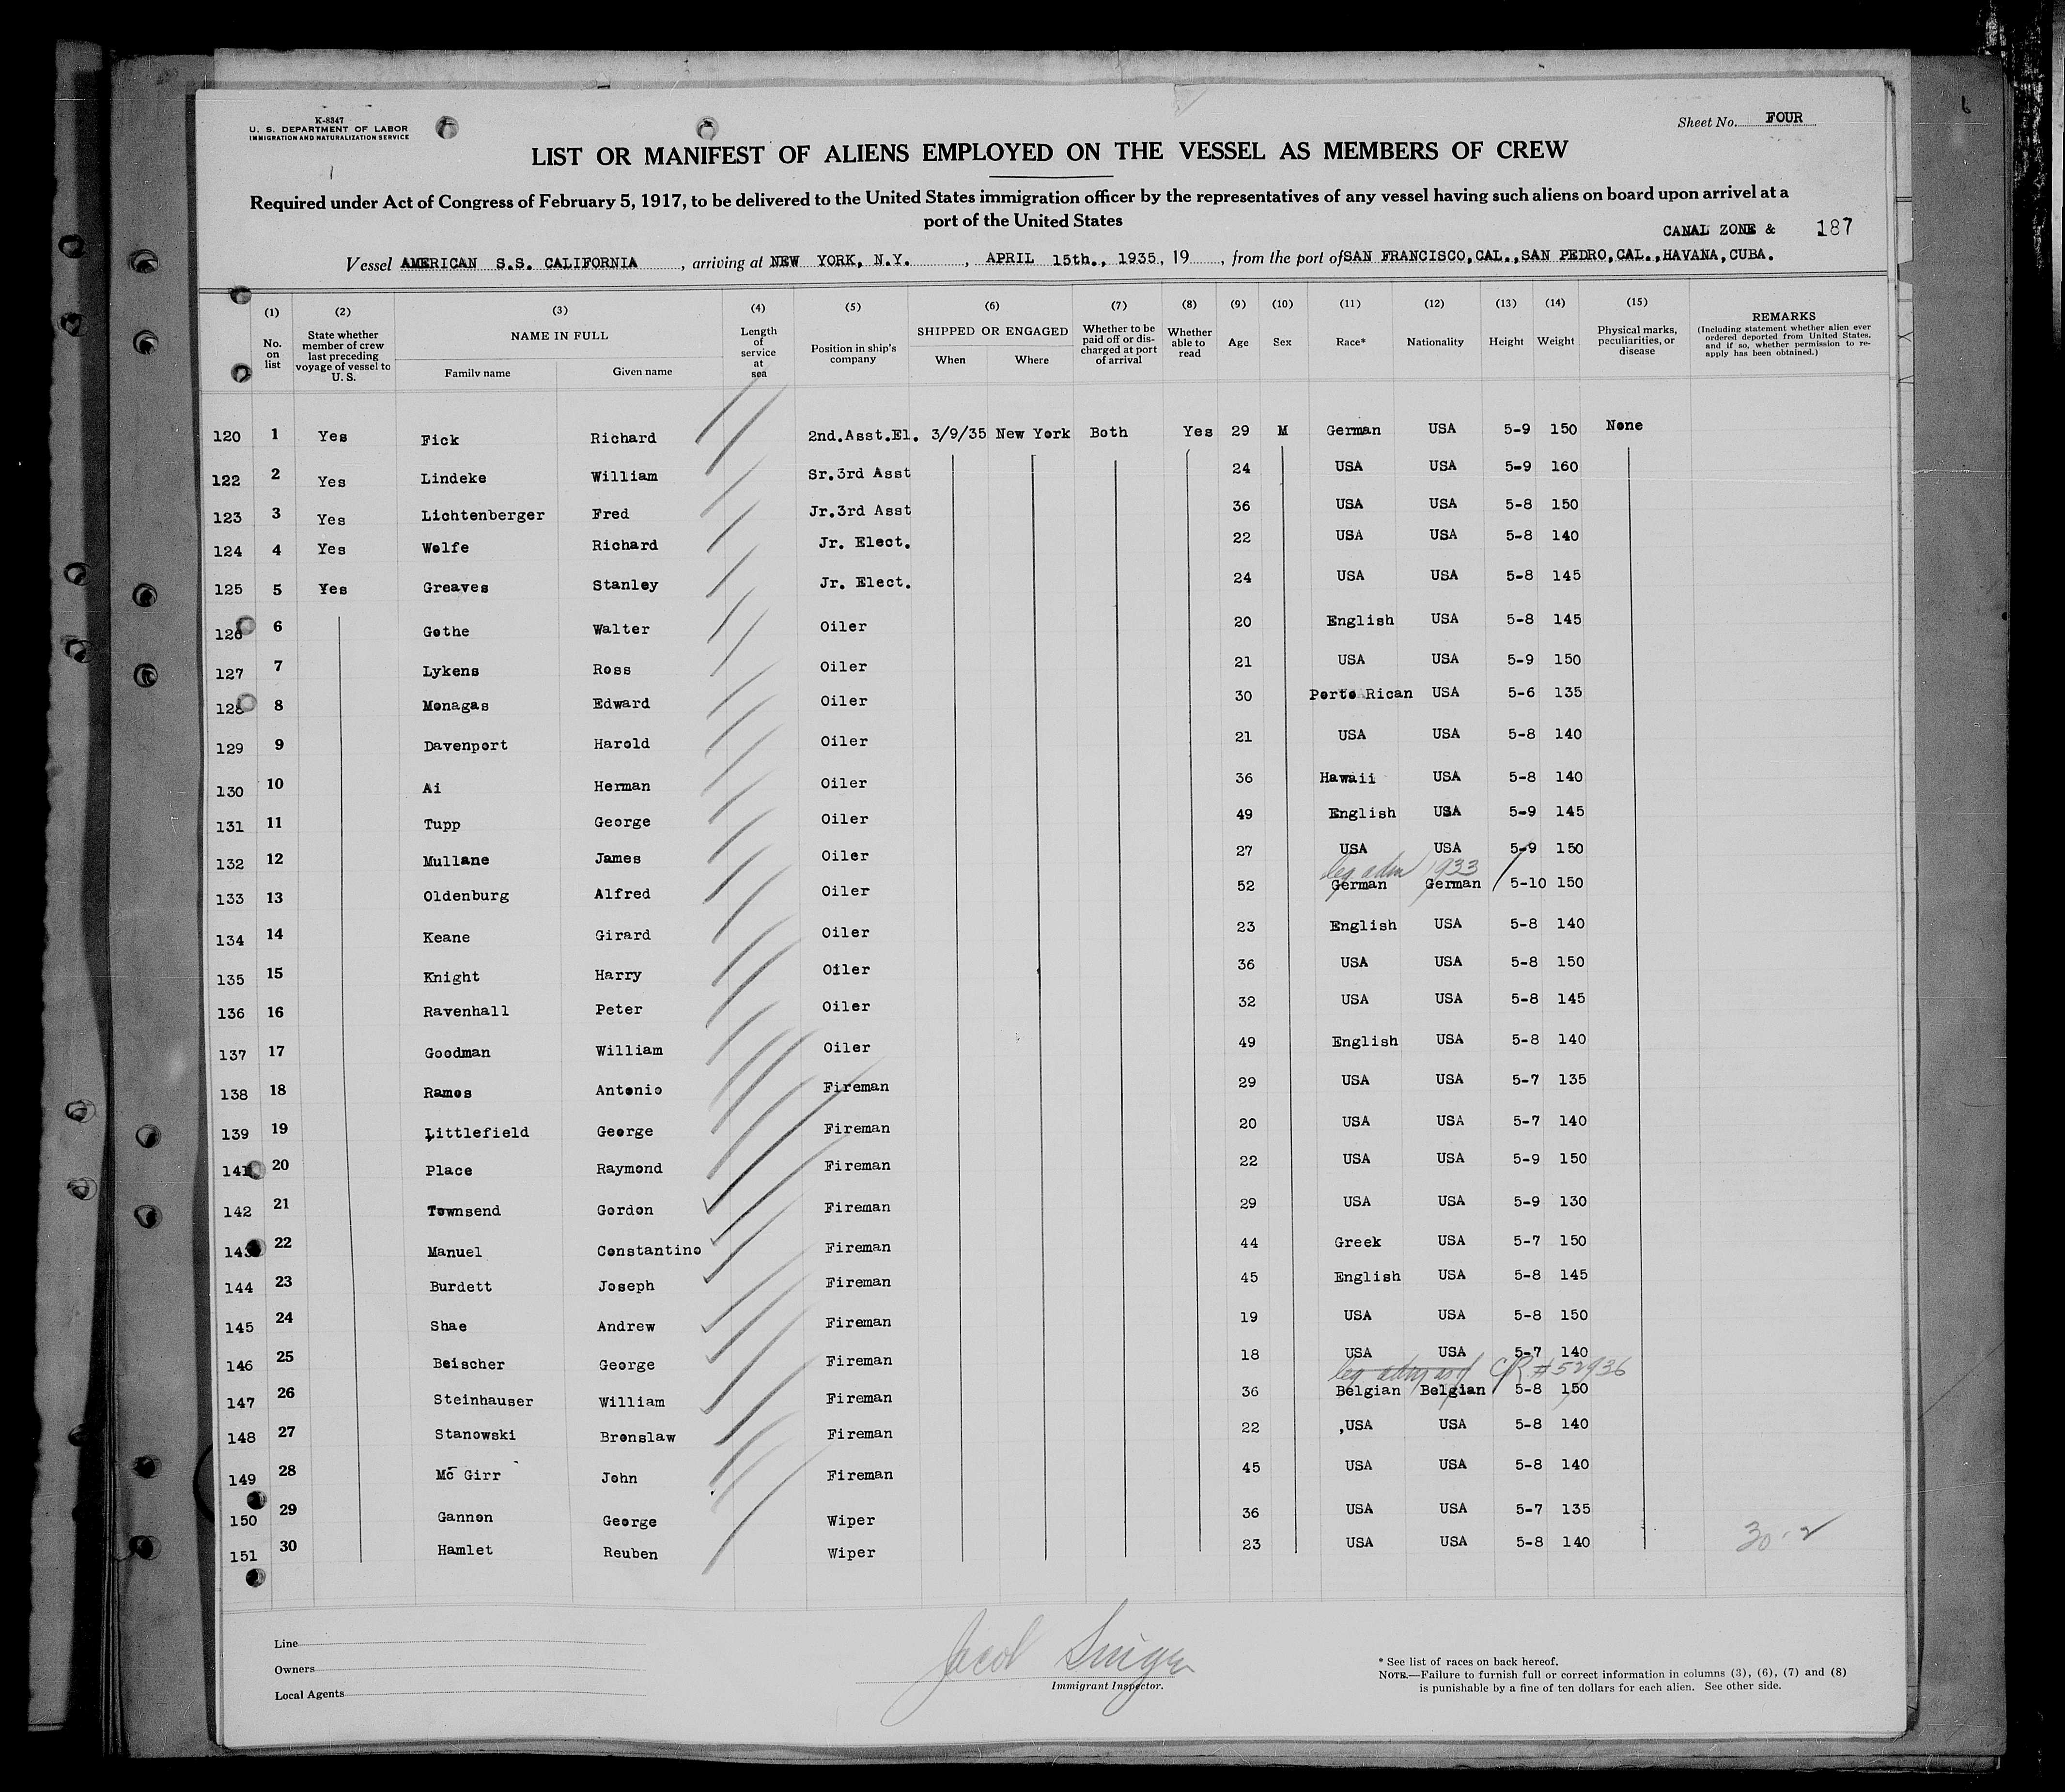 K-8347
U. S. DEPARTMENT OF LABOR
IMMIGRATION AND NATURALIZATION SERVICE
Sheet No. FOUR
LIST OR MANIFEST OF ALIENS EMPLOYED ON THE VESSEL AS MEMBERS OF CREW
Required under Act of Congress of February 5, 1917, to be delivered to the United States immigration officer by the representatives of any vessel having such aliens on board upon arrival at a
port of the United States
CANAL ZONE & 187
Vessel AMERICAN S.S. CALIFORNIA, arriving at NEW YORK, N.Y., APRIL 15th., 1935, 19, from the port of SAN FRANCISCO,CAL.,SAN PEDRO,CAL.,HAVANA,CUBA.
(1) No. on list
(2) State whether member of crew last preceding voyage of vessel to U. S.
(3) NAME IN FULL Family name Given name
(4) Length of service at sea
(5) Position in ship's company
(6) SHIPPED OR ENGAGED When Where
(7) Whether to be paid off or discharged at port of arrival
(8) Whether able to read
(9) Age
(10) Sex
(11) Race*
(12) Nationality
(13) Height
(14) Weight
(15) Physical marks, peculiarities, or disease
REMARKS (Including statement whether alien ever ordered deported from United States, and if so, whether permission to re-apply has been obtained.)
120 1 Yes Fick Richard 2nd.Asst.El. 3/9/35 New York Both Yes 29 M German USA 5-9 150 None
122 2 Yes Lindeke William Sr.3rd Asst 24 USA USA 5-9 160
123 3 Yes Lichtenberger Fred Jr.3rd Asst 36 USA USA 5-8 150
124 4 Yes Wolfe Richard Jr. Elect. 22 USA USA 5-8 140
125 5 Yes Greaves Stanley Jr. Elect. 24 USA USA 5-8 145
126 6 Gothe Walter Oiler 20 English USA 5-8 145
127 7 Lykens Ross Oiler 21 USA USA 5-9 150
128 8 Monagas Edward Oiler 30 Porto Rican USA 5-6 135
129 9 Davenport Harold Oiler 21 USA USA 5-8 140
130 10 Ai Herman Oiler 36 Hawaii USA 5-8 140
131 11 Tupp George Oiler 49 English USA 5-9 145
132 12 Mullane James Oiler 27 USA USA 5-9 150
leg adm 1933
133 13 Oldenburg Alfred Oiler 52 German German 5-10 150
134 14 Keane Girard Oiler 23 English USA 5-8 140
135 15 Knight Harry Oiler 36 USA USA 5-8 150
136 16 Ravenhall Peter Oiler 32 USA USA 5-8 145
137 17 Goodman William Oiler 49 English USA 5-8 140
138 18 Ramos Antonio Fireman 29 USA USA 5-7 135
139 19 Littlefield George Fireman 20 USA USA 5-7 140
141 20 Place Raymond Fireman 22 USA USA 5-9 150
142 21 Townsend Gordon Fireman 29 USA USA 5-9 130
143 22 Manuel Constantino Fireman 44 Greek USA 5-7 150
144 23 Burdett Joseph Fireman 45 English USA 5-8 145
145 24 Shae Andrew Fireman 19 USA USA 5-8 150
146 25 Beischer George Fireman 18 USA USA 5-7 140
leg CR #52936
147 26 Steinhauser William Fireman 36 Belgian Belgian 5-8 150
148 27 Stanowski Bronslaw Fireman 22 USA USA 5-8 140
149 28 Mc Girr John Fireman 45 USA USA 5-8 140
150 29 Gannon George Wiper 36 USA USA 5-7 135
151 30 Hamlet Reuben Wiper 23 USA USA 5-8 140
30-2
Line
Owners
Local Agents
Jacob Singer
Immigrant Inspector.
* See list of races on back hereof.
NOTE.—Failure to furnish full or correct information in columns (3), (6), (7) and (8)
is punishable by a fine of ten dollars for each alien. See other side.